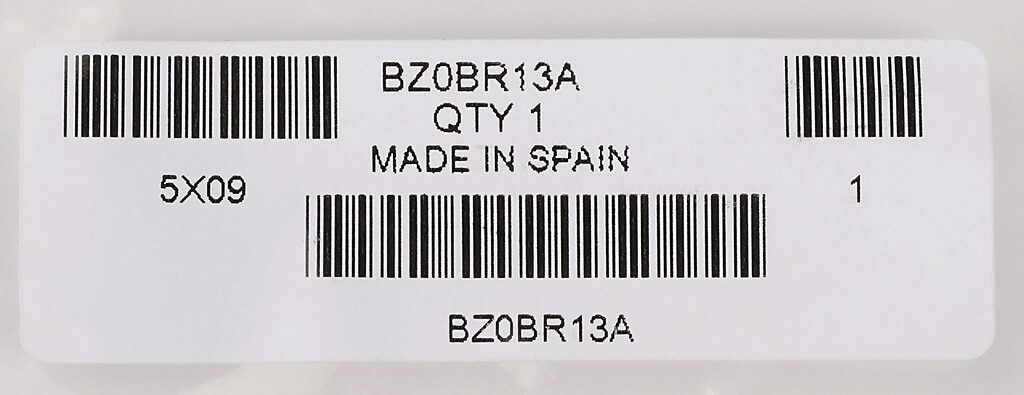 BZ0BR13A
QTY 1
MADE IN SPAIN
5X09
1
BZ0BR13A